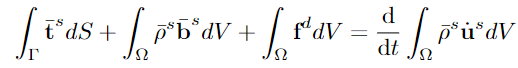 ∫_Γ t̄^s dS + ∫_Ω ρ̄^s b̄^s dV + ∫_Ω f^d dV = d/dt ∫_Ω ρ̄^s u̇^s dV